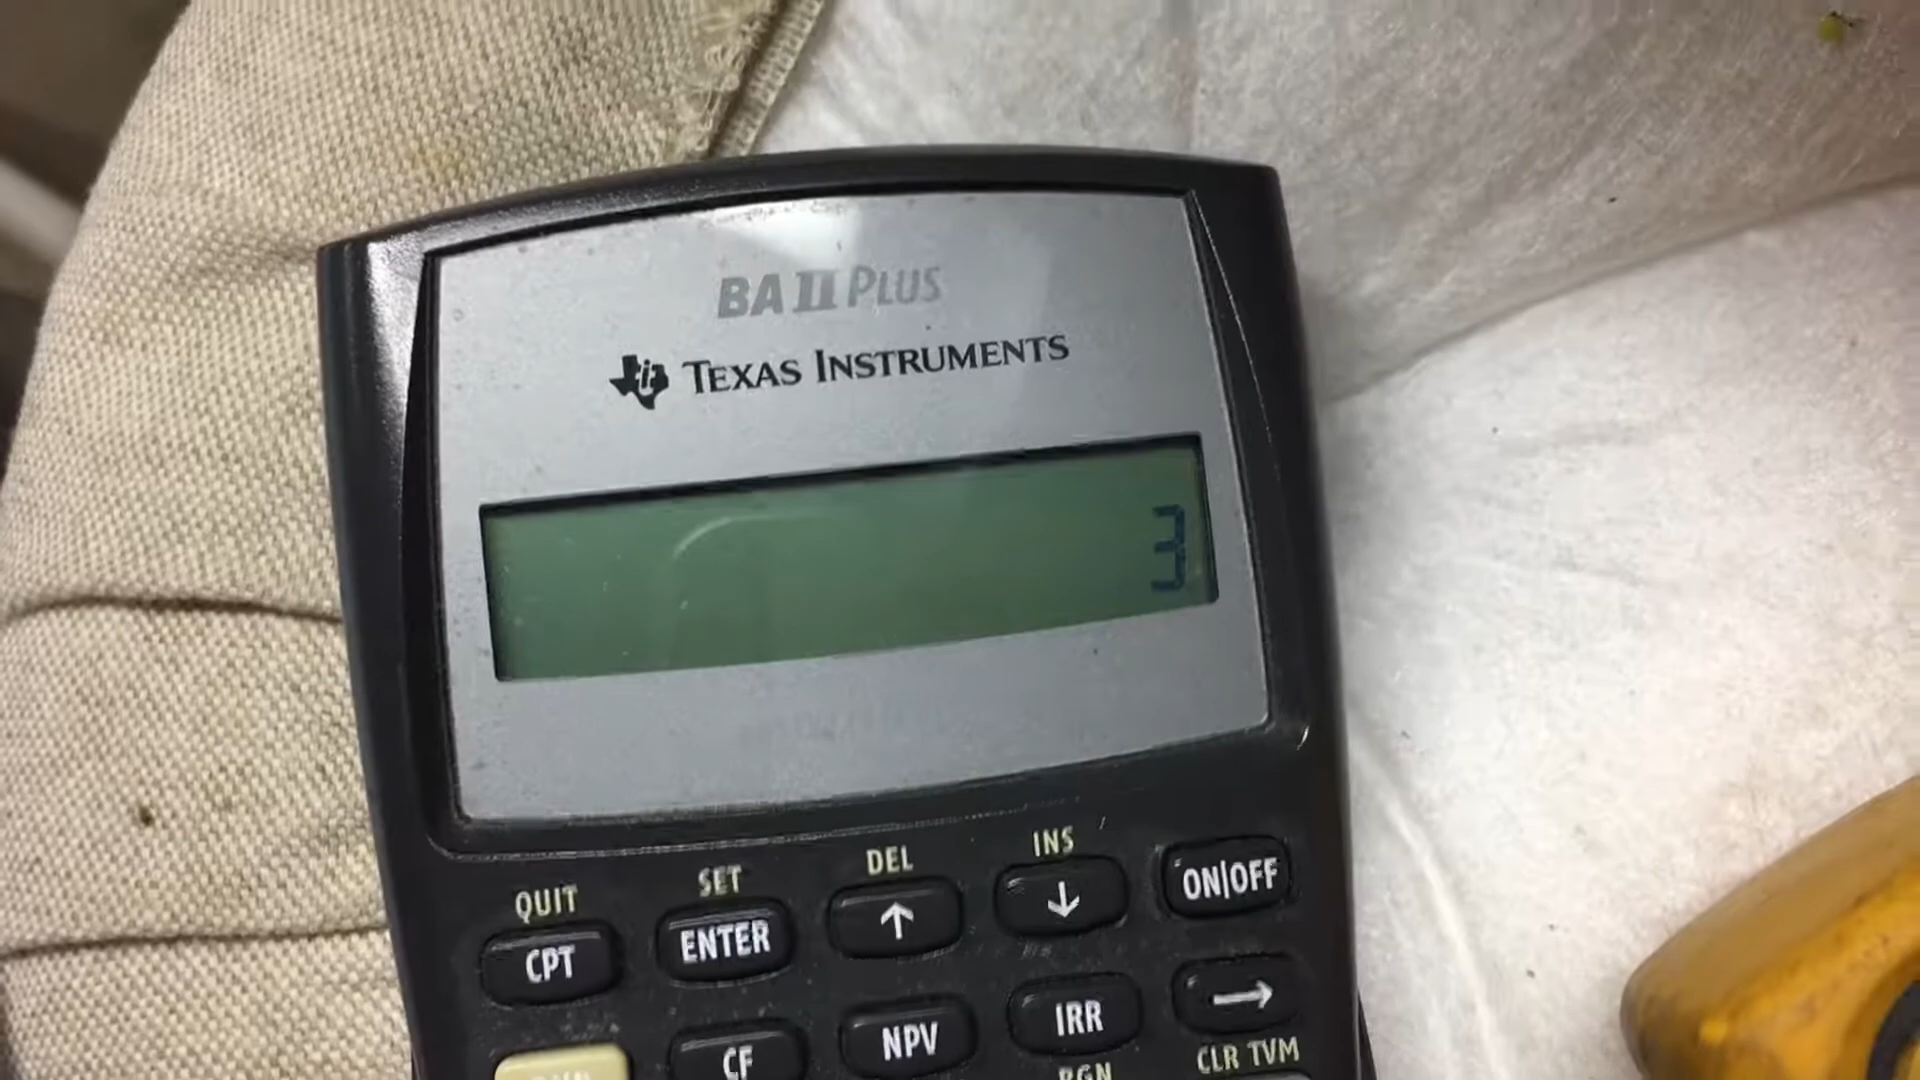 BA II PLUS
TEXAS INSTRUMENTS
3
QUIT SET DEL INS
CPT ENTER ↑ ↓ ON|OFF
CF NPV IRR →
CLR TVM